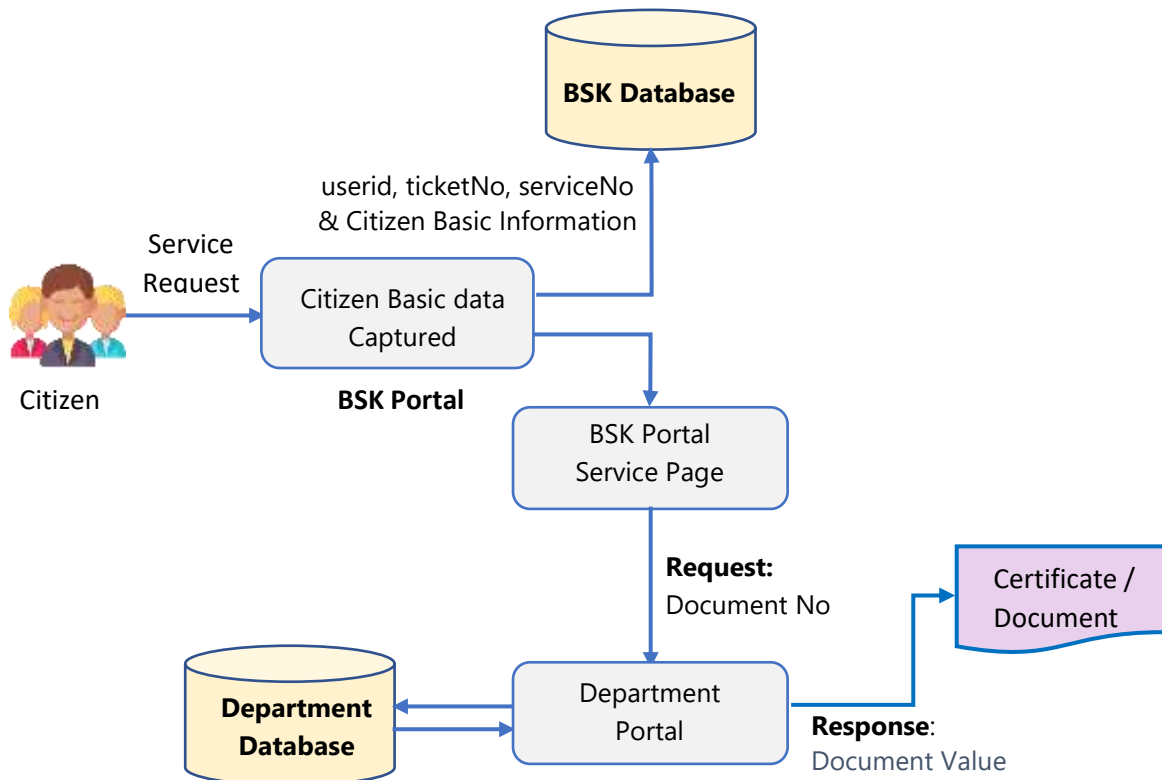 BSK Database
userid, ticketNo, serviceNo
& Citizen Basic Information
Service
Request
Citizen Basic data
Captured
Citizen
BSK Portal
BSK Portal
Service Page
Request:
Document No
Certificate /
Document
Department
Database
Department
Portal
Response:
Document Value